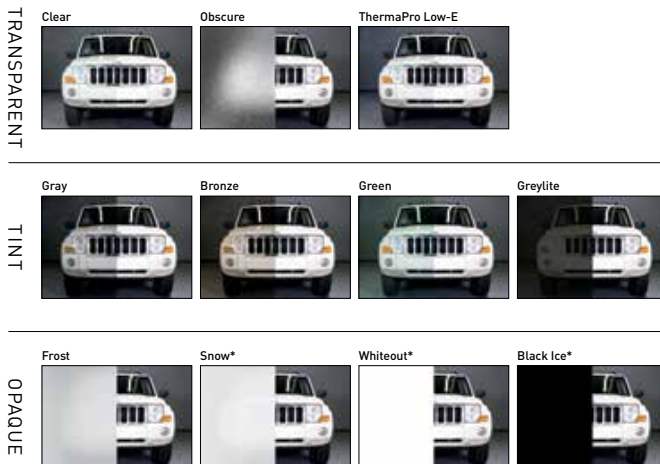 TRANSPARENT
Clear
Obscure
ThermaPro Low-E
TINT
Gray
Bronze
Green
Greylite
OPAQUE
Frost
Snow*
Whiteout*
Black Ice*